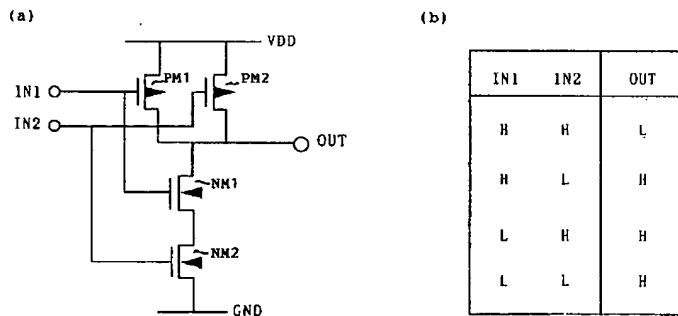 (a)
VDD
PM1
PM2
IN1
IN2
OUT
NM1
NM2
GND
(b)
IN1 IN2 OUT
H H L
H L H
L H H
L L H